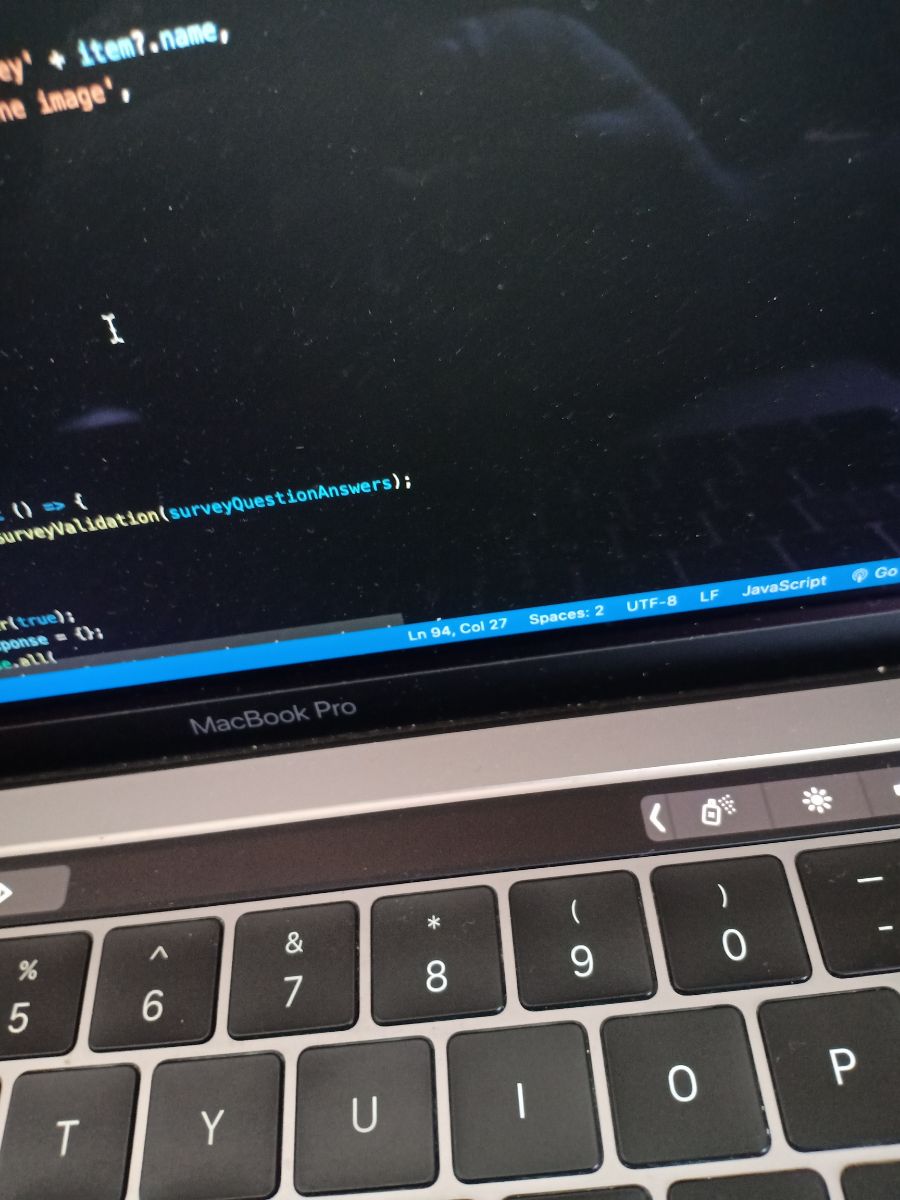 ey' + item?.name,
ne image',
() => {
surveyValidation(surveyQuestionAnswers);
r(true);
ponse = {};
e.all(
Ln 94, Col 27 Spaces: 2 UTF-8 LF JavaScript Go
MacBook Pro
% ^ & * ( ) _
5 6 7 8 9 0 -
T Y U I O P